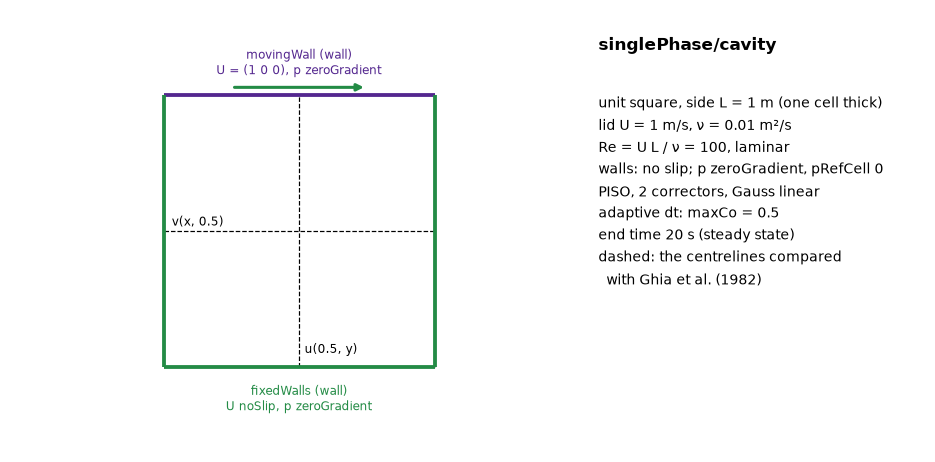 movingWall (wall)
U = (1 0 0), p zeroGradient
v(x, 0.5)
u(0.5, y)
fixedWalls (wall)
U noSlip, p zeroGradient
singlePhase/cavity
unit square, side L = 1 m (one cell thick)
lid U = 1 m/s, ν = 0.01 m²/s
Re = U L / ν = 100, laminar
walls: no slip; p zeroGradient, pRefCell 0
PISO, 2 correctors, Gauss linear
adaptive dt: maxCo = 0.5
end time 20 s (steady state)
dashed: the centrelines compared
with Ghia et al. (1982)